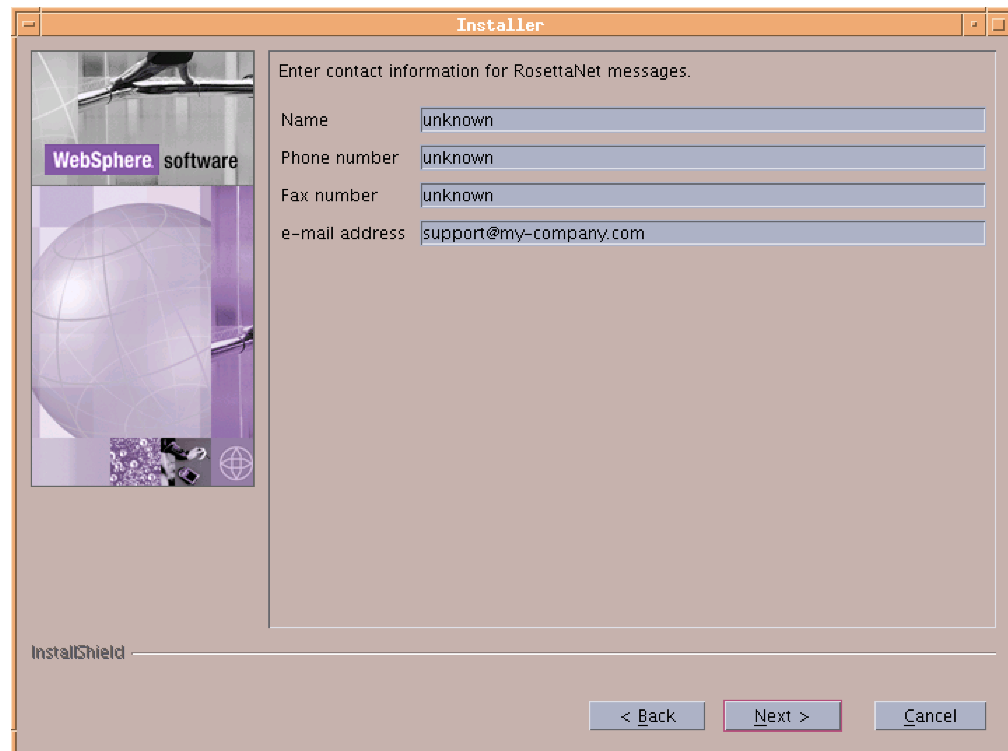 Installer
WebSphere. software
Enter contact information for RosettaNet messages.
Name unknown
Phone number unknown
Fax number unknown
e-mail address support@my-company.com
InstallShield
< Back Next > Cancel